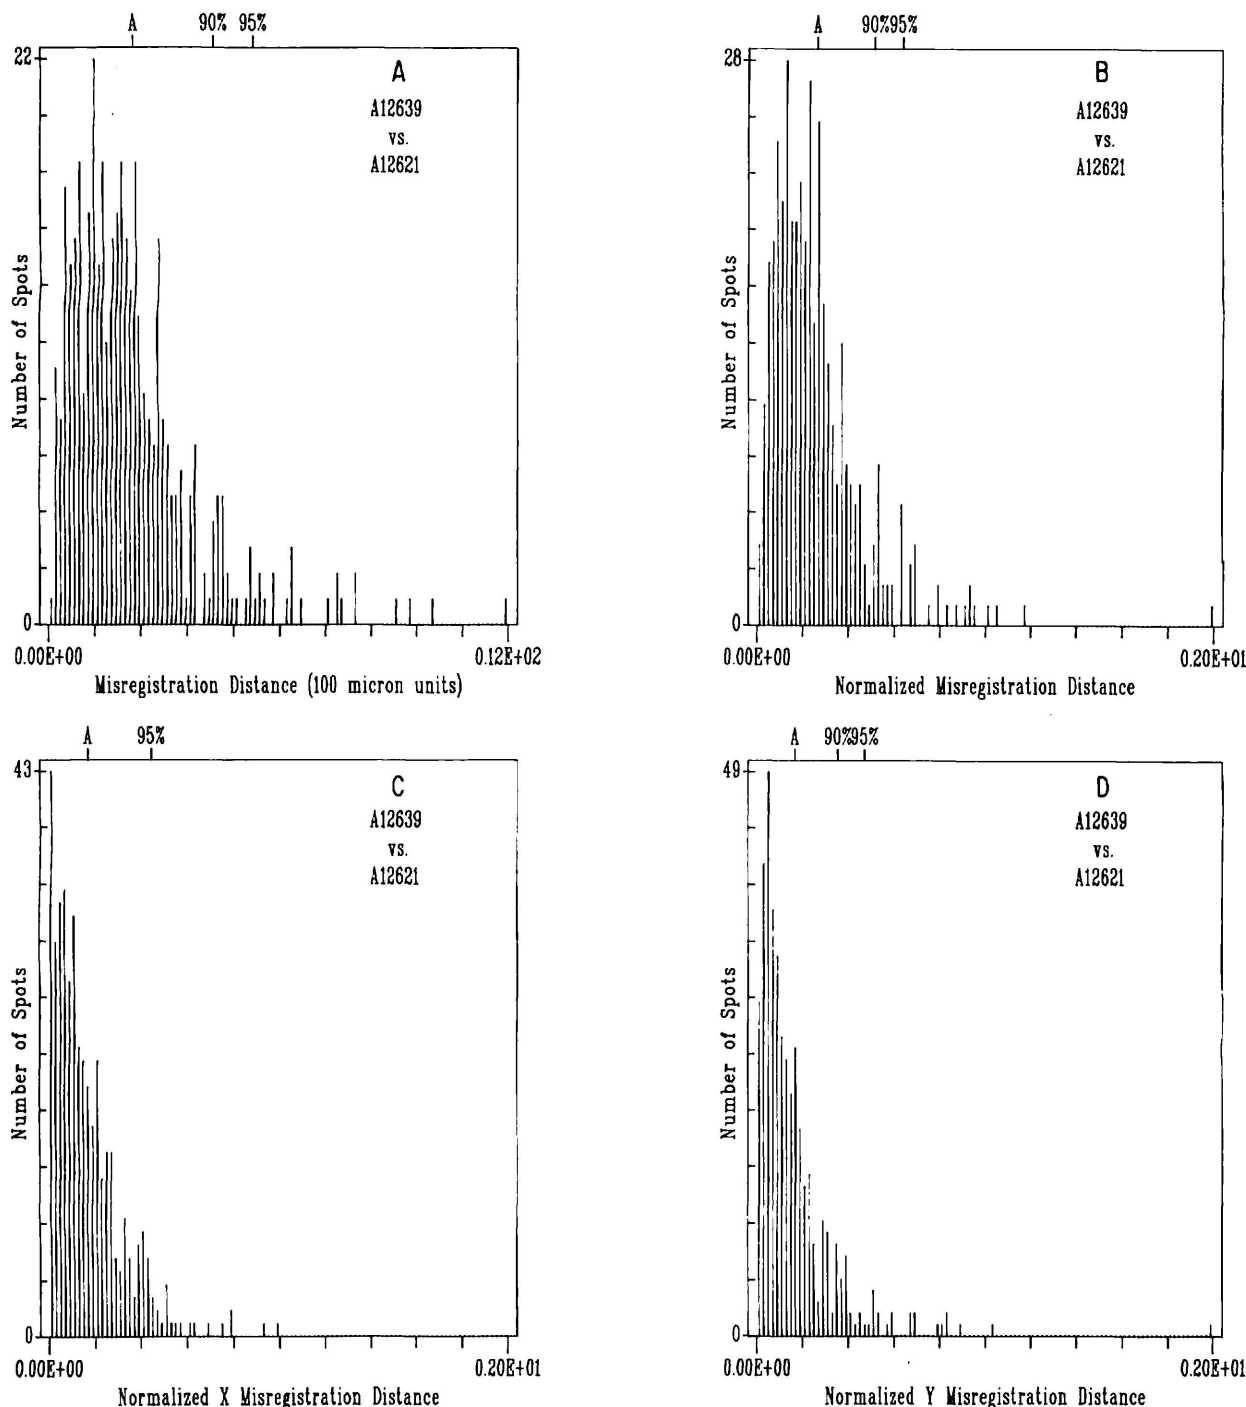 A 90% 95%
22
A
A12639
vs.
A12621
Number of Spots
0
0.00E+00 0.12E+02
Misregistration Distance (100 micron units)
A 90%95%
28
B
A12639
vs.
A12621
Number of Spots
0
0.00E+00 0.20E+01
Normalized Misregistration Distance
A 95%
43
C
A12639
vs.
A12621
Number of Spots
0
0.00E+00 0.20E+01
Normalized X Misregistration Distance
A 90%95%
49
D
A12639
vs.
A12621
Number of Spots
0
0.00E+00 0.20E+01
Normalized Y Misregistration Distance